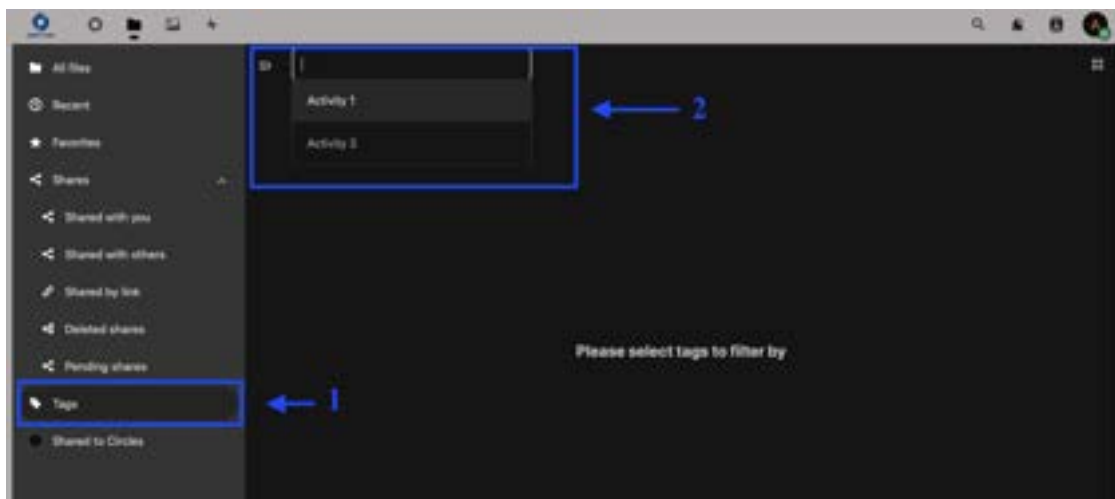 All files
Recent
Favorites
Shares
Shared with you
Shared with others
Shared by link
Deleted shares
Pending shares
Tags
Shared to Circles
Activity 1
Activity 3
2
Please select tags to filter by
1